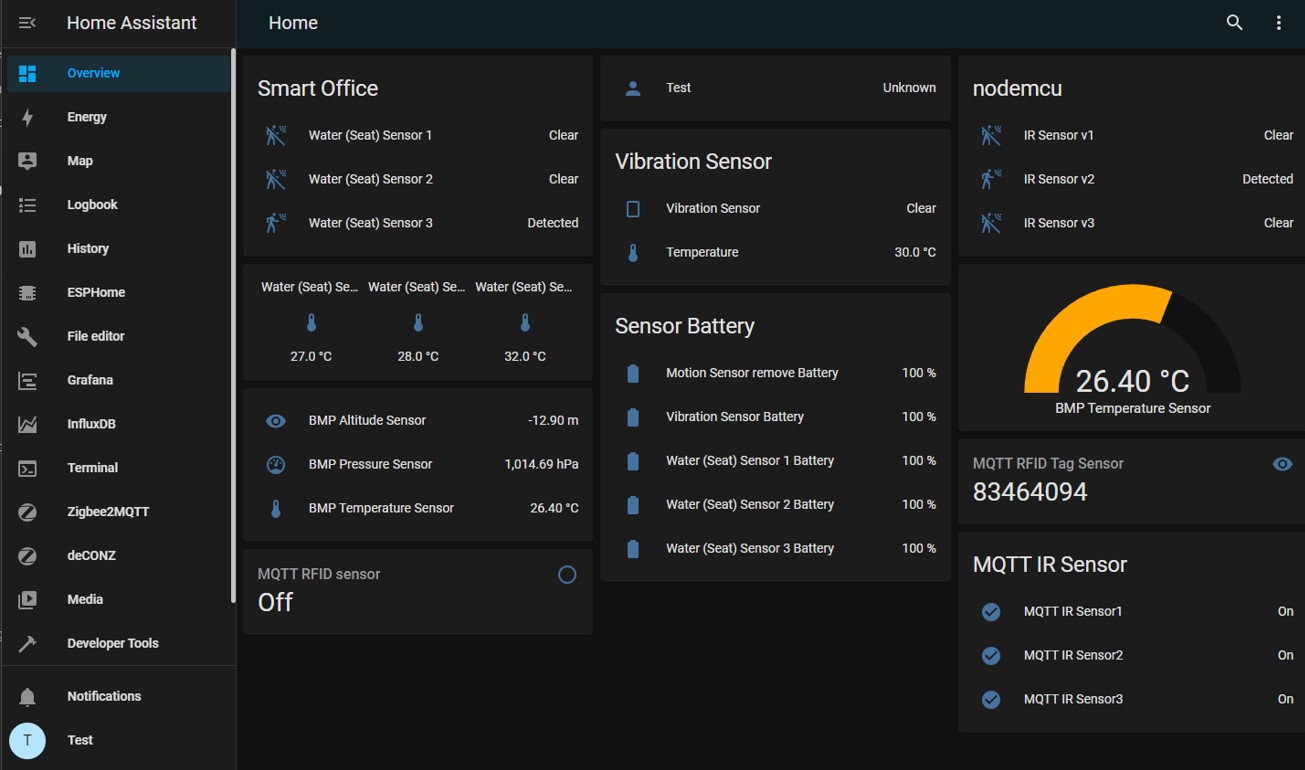 Home Assistant
Overview
Energy
Map
Logbook
History
ESPHome
File editor
Grafana
InfluxDB
Terminal
Zigbee2MQTT
deCONZ
Media
Developer Tools
Notifications
T Test
Home
Smart Office
Water (Seat) Sensor 1 Clear
Water (Seat) Sensor 2 Clear
Water (Seat) Sensor 3 Detected
Water (Seat) Se... Water (Seat) Se... Water (Seat) Se...
27.0 °C 28.0 °C 32.0 °C
BMP Altitude Sensor -12.90 m
BMP Pressure Sensor 1,014.69 hPa
BMP Temperature Sensor 26.40 °C
MQTT RFID sensor
Off
Test Unknown
Vibration Sensor
Vibration Sensor Clear
Temperature 30.0 °C
Sensor Battery
Motion Sensor remove Battery 100 %
Vibration Sensor Battery 100 %
Water (Seat) Sensor 1 Battery 100 %
Water (Seat) Sensor 2 Battery 100 %
Water (Seat) Sensor 3 Battery 100 %
nodemcu
IR Sensor v1 Clear
IR Sensor v2 Detected
IR Sensor v3 Clear
26.40 °C
BMP Temperature Sensor
MQTT RFID Tag Sensor
83464094
MQTT IR Sensor
MQTT IR Sensor1 On
MQTT IR Sensor2 On
MQTT IR Sensor3 On